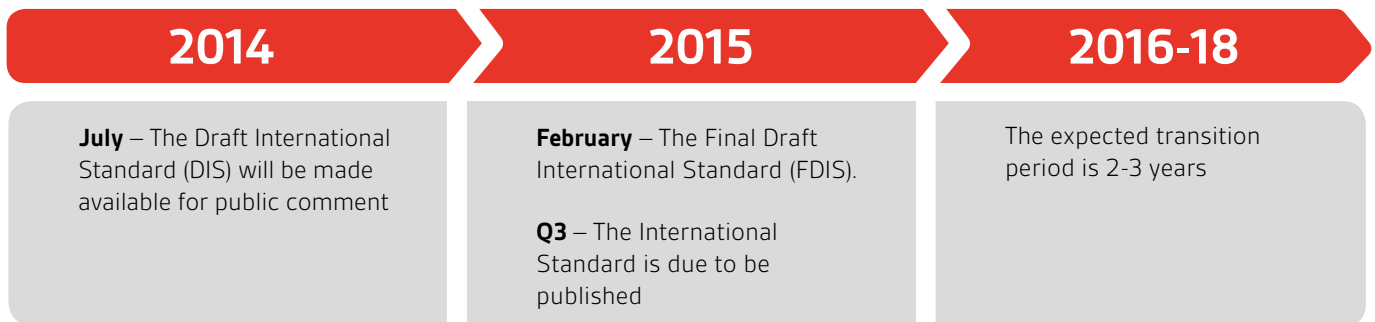 2014
2015
2016-18
July – The Draft International
Standard (DIS) will be made
available for public comment
February – The Final Draft
International Standard (FDIS).
Q3 – The International
Standard is due to be
published
The expected transition
period is 2-3 years